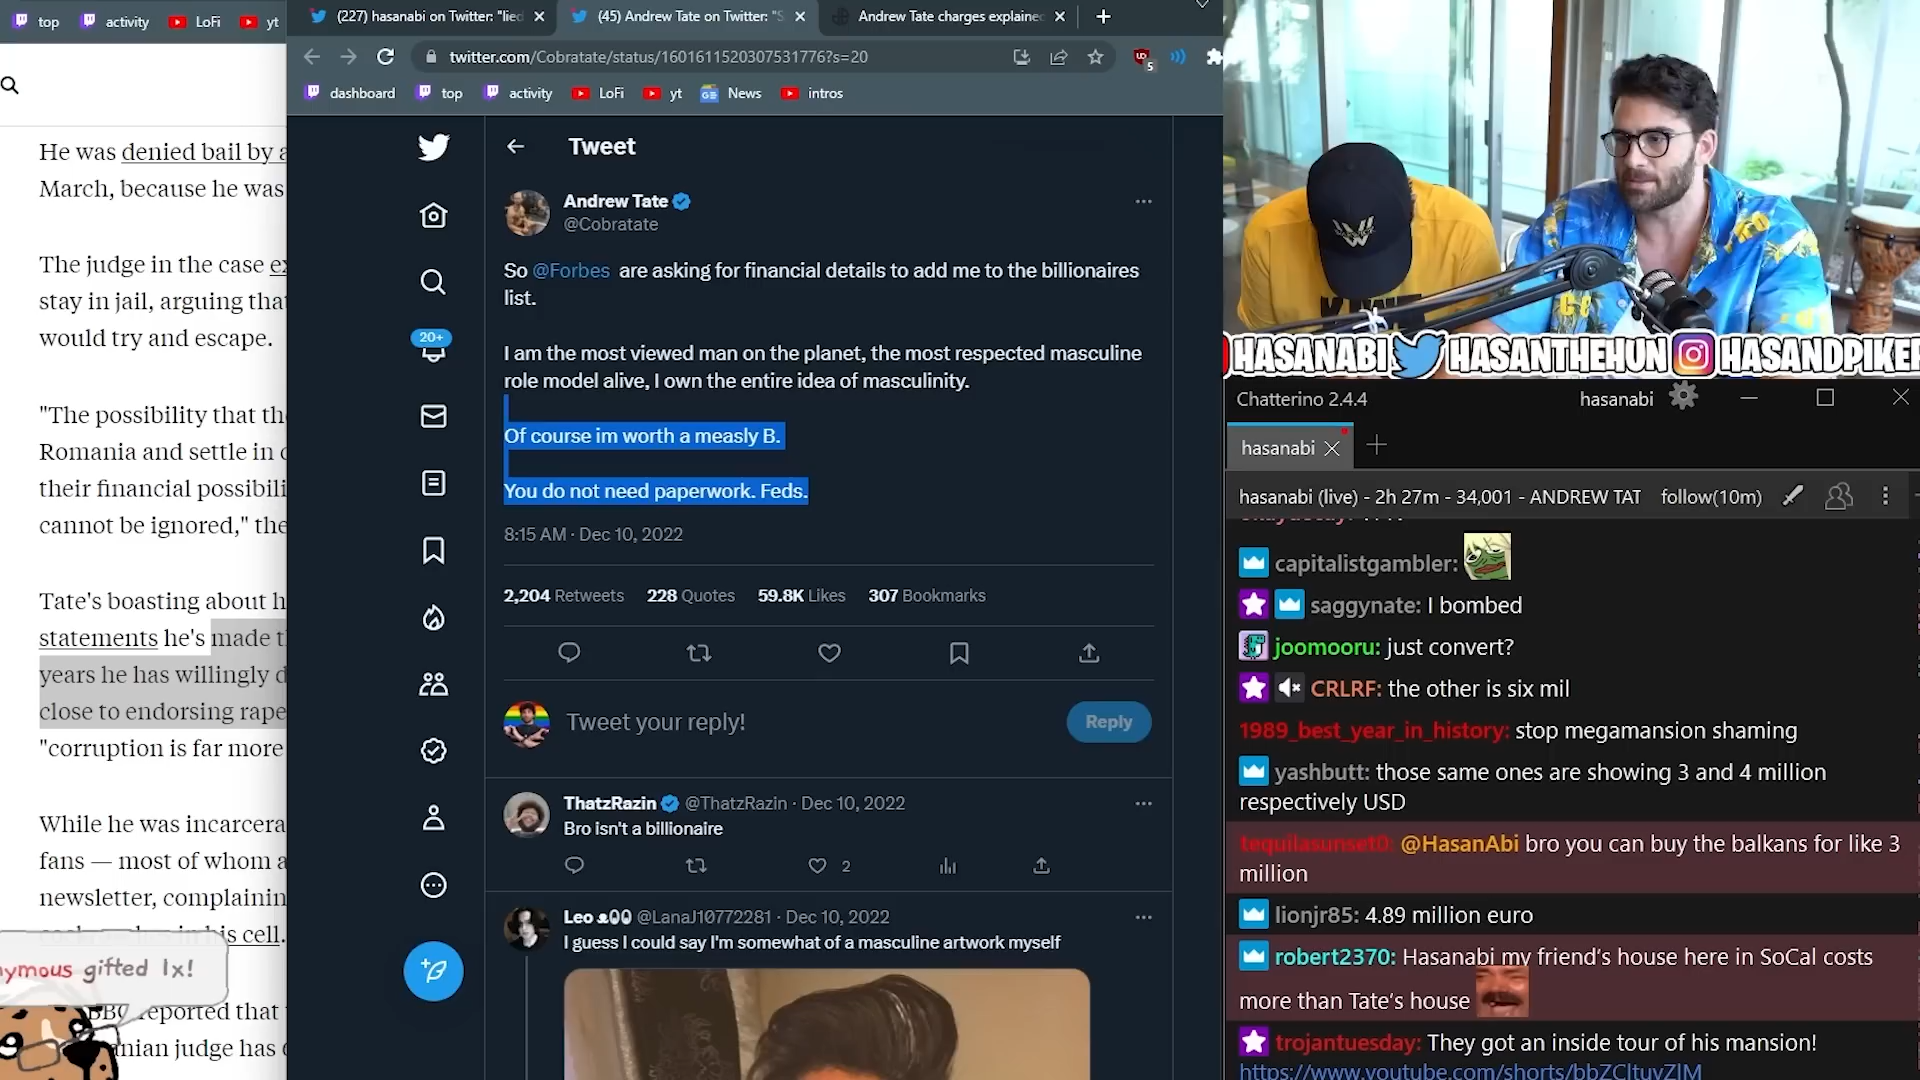 top
activity
LoFi
yt
He was denied bail by a
March, because he was
The judge in the case
stay in jail, arguing that
would try and escape.
"The possibility that the
Romania and settle in
their financial possibili
cannot be ignored," the
Tate's boasting about h
statements he's made t
years he has willingly d
close to endorsing rape
"corruption is far more
While he was incarcera
fans — most of whom a
newsletter, complainin
his cell.
nymous gifted 1x!
BBC reported that
nian judge has
(227) hasanabi on Twitter: "lied
(45) Andrew Tate on Twitter: "S
Andrew Tate charges explained
twitter.com/Cobratate/status/1601611520307531776?s=20
5
dashboard
top
activity
LoFi
yt
News
intros
20+
Tweet
Andrew Tate
@Cobratate
So @Forbes are asking for financial details to add me to the billionaires
list.
I am the most viewed man on the planet, the most respected masculine
role model alive, I own the entire idea of masculinity.
Of course im worth a measly B.
You do not need paperwork. Feds.
8:15 AM · Dec 10, 2022
2,204 Retweets 228 Quotes 59.8K Likes 307 Bookmarks
Tweet your reply!
Reply
ThatzRazin @ThatzRazin · Dec 10, 2022
Bro isn't a billionaire
2
Leo @LanaJ10772281 · Dec 10, 2022
I guess I could say I'm somewhat of a masculine artwork myself
W
HASANABI HASANTHEHUN HASANDPIKE
Chatterino 2.4.4
hasanabi
hasanabi
hasanabi (live) - 2h 27m - 34,001 - ANDREW TAT
follow(10m)
capitalistgambler:
saggynate: I bombed
joomooru: just convert?
CRLRF: the other is six mil
1989_best_year_in_history: stop megamansion shaming
yashbutt: those same ones are showing 3 and 4 million
respectively USD
tequilasunset0: @HasanAbi bro you can buy the balkans for like 3
million
lionjr85: 4.89 million euro
robert2370: Hasanabi my friend's house here in SoCal costs
more than Tate's house
trojantuesday: They got an inside tour of his mansion!
https://www.youtube.com/shorts/bbZCltuvZIM